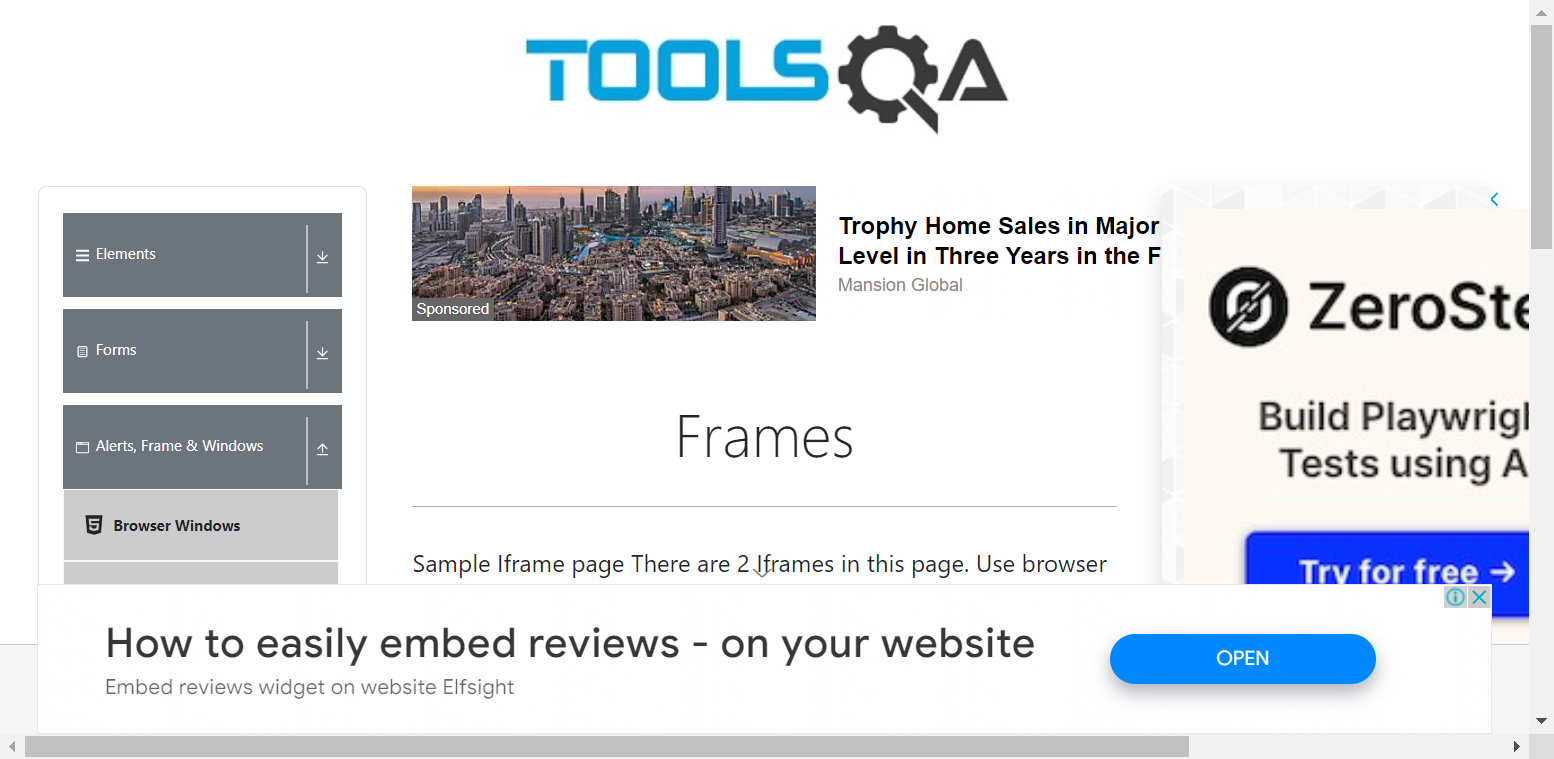 TOOLSQA
Elements
Forms
Alerts, Frame & Windows
Browser Windows
Sponsored
Trophy Home Sales in Major
Level in Three Years in the F
Mansion Global
Frames
Sample Iframe page There are 2 Iframes in this page. Use browser
ZeroSte
Build Playwrigh
Tests using A
Try for free →
How to easily embed reviews - on your website
Embed reviews widget on website Elfsight
OPEN